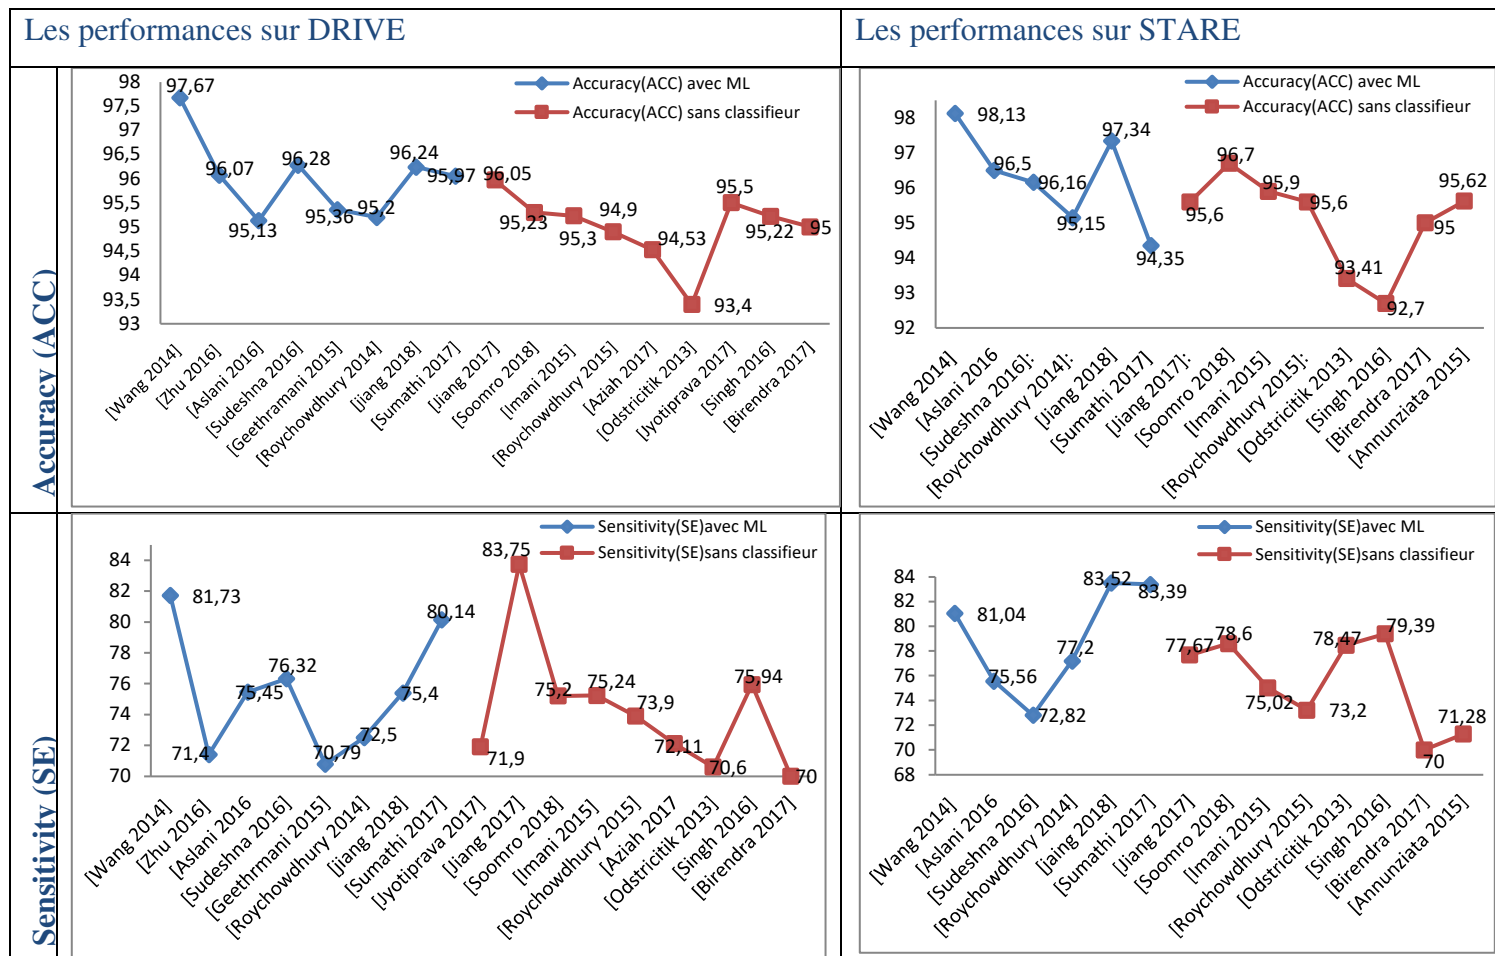 Les performances sur DRIVE
Les performances sur STARE
Accuracy (ACC)
Accuracy(ACC) avec ML
Accuracy(ACC) sans classifieur
98
97,5
97
96,5
96
95,5
95
94,5
94
93,5
93
97,67
96,07
95,13
96,28
95,36
95,2
96,24
95,97
96,05
95,23
95,3
94,9
94,53
93,4
95,5
95,22
95
[Wang 2014]
[Zhu 2016]
[Aslani 2016]
[Sudeshna 2016]
[Geethramani 2015]
[Roychowdhury 2014]
[Jiang 2018]
[Sumathi 2017]
[Jiang 2017]
[Soomro 2018]
[Imani 2015]
[Roychowdhury 2015]
[Aziah 2017]
[Odstricitik 2013]
[Jyotiprava 2017]
[Singh 2016]
[Birendra 2017]
Accuracy(ACC) avec ML
Accuracy(ACC) sans classifieur
98
97
96
95
94
93
92
98,13
96,5
96,16
95,15
97,34
94,35
95,6
96,7
95,9
95,6
93,41
92,7
95
95,62
[Wang 2014]
[Aslani 2016
[Sudeshna 2016]:
[Roychowdhury 2014]:
[Jiang 2018]
[Sumathi 2017]
[Jiang 2017]:
[Soomro 2018]
[Imani 2015]
[Roychowdhury 2015]:
[Odstricitik 2013]
[Singh 2016]
[Birendra 2017]
[Annunziata 2015]
Sensitivity (SE)
Sensitivity(SE)avec ML
Sensitivity(SE)sans classifieur
84
82
80
78
76
74
72
70
81,73
71,4
75,45
76,32
70,79
72,5
75,4
80,14
71,9
83,75
75,2
75,24
73,9
72,11
70,6
75,94
70
[Wang 2014]
[Zhu 2016]
[Aslani 2016
[Sudeshna 2016]
[Geethrmani 2015]
[Roychowdhury 2014]
[Jiang 2018]
[Sumathi 2017]
[Jyotiprava 2017]
[Jiang 2017]
[Soomro 2018]
[Imani 2015]
[Roychowdhury 2015]
[Aziah 2017
[Odstricitik 2013]
[Singh 2016]
[Birendra 2017]
Sensitivity(SE)avec ML
Sensitivity(SE)sans classifieur
84
82
80
78
76
74
72
70
68
81,04
75,56
72,82
77,2
83,52
83,39
77,67
78,6
75,02
73,2
78,47
79,39
70
71,28
[Wang 2014]
[Aslani 2016
[Sudeshna 2016]
[Roychowdhury 2014]
[jaing 2018]
[Sumathi 2017]
[Jiang 2017]
[Soomro 2018]
[Imani 2015]
[Roychowdhury 2015]
[Odstricitik 2013]
[Singh 2016]
[Birendra 2017]
[Annunziata 2015]